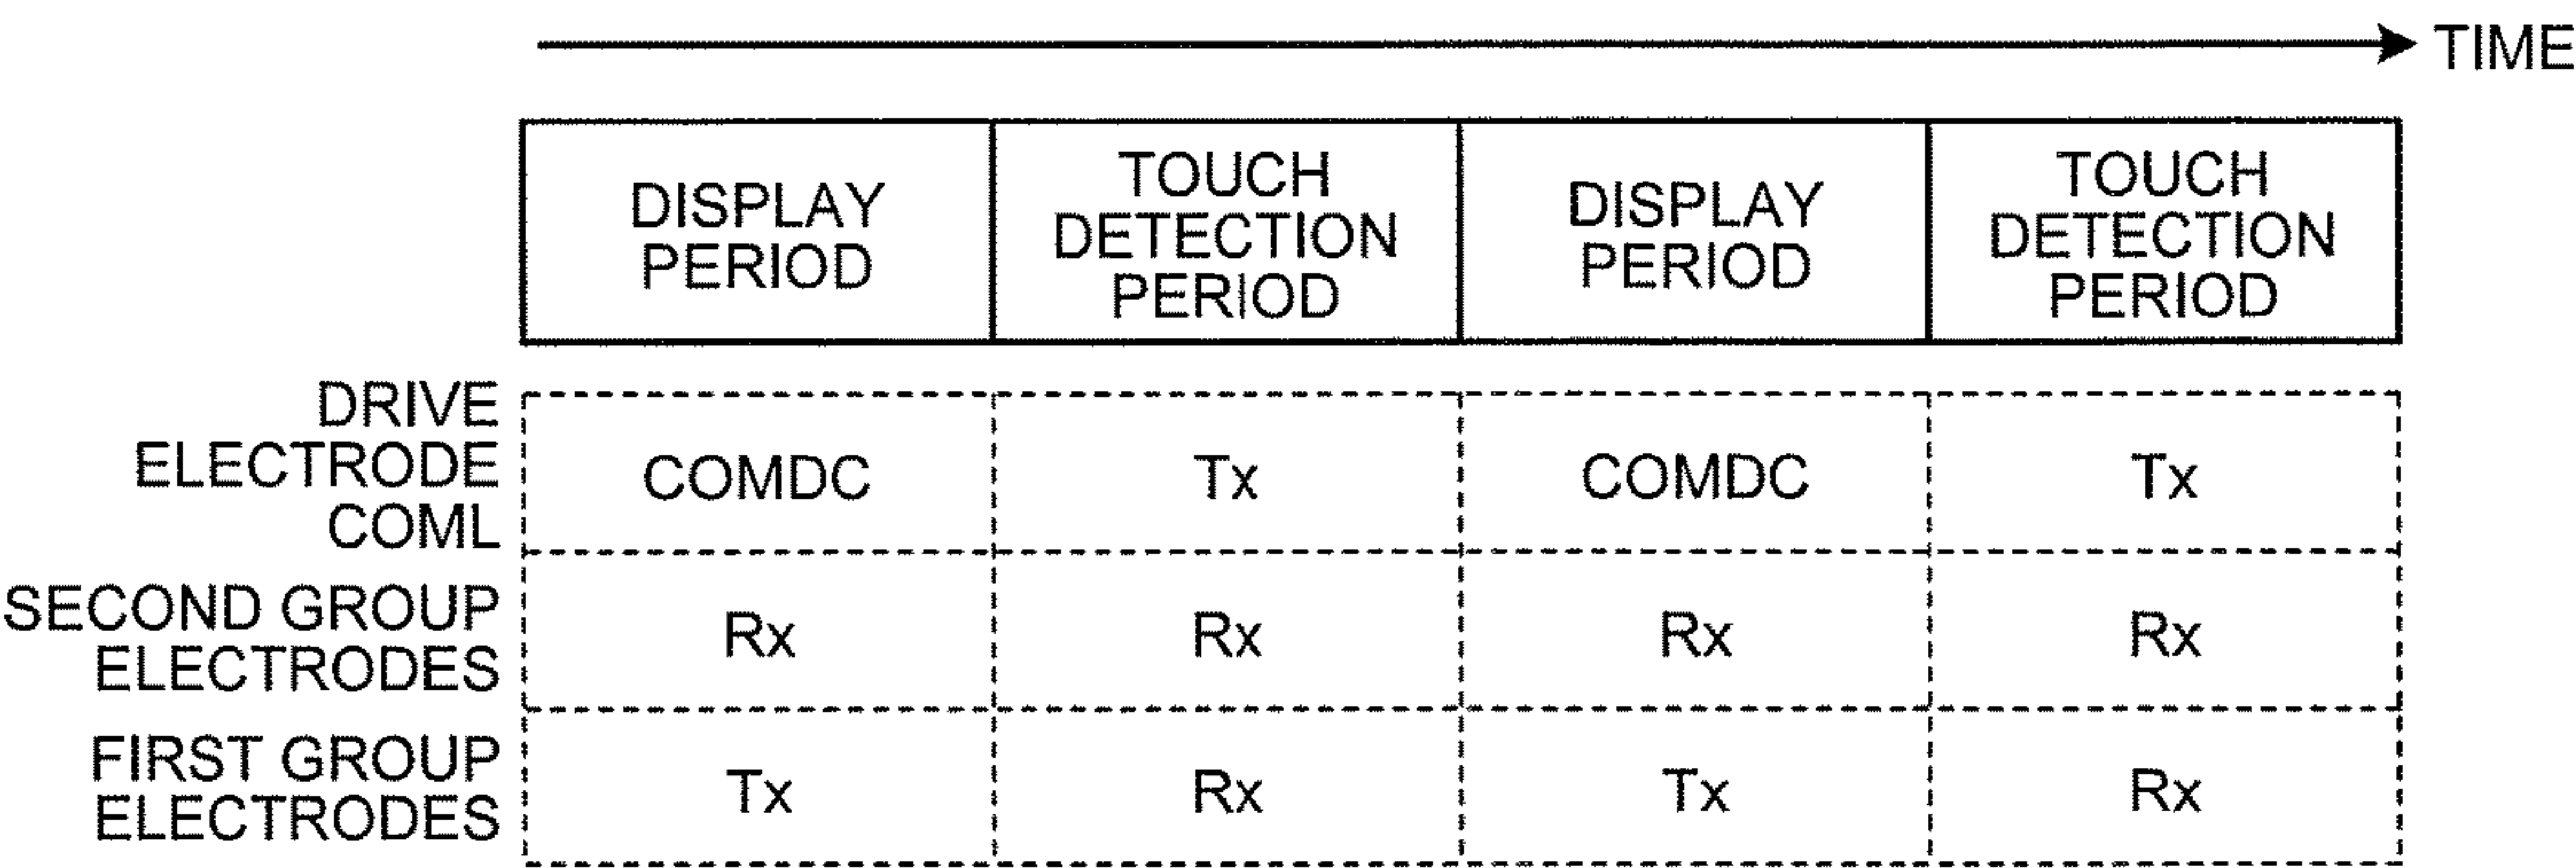 TIME
DISPLAY
PERIOD
TOUCH
DETECTION
PERIOD
DISPLAY
PERIOD
TOUCH
DETECTION
PERIOD
DRIVE
ELECTRODE
COML
COMDC
Tx
COMDC
Tx
SECOND GROUP
ELECTRODES
Rx
Rx
Rx
Rx
FIRST GROUP
ELECTRODES
Tx
Rx
Tx
Rx